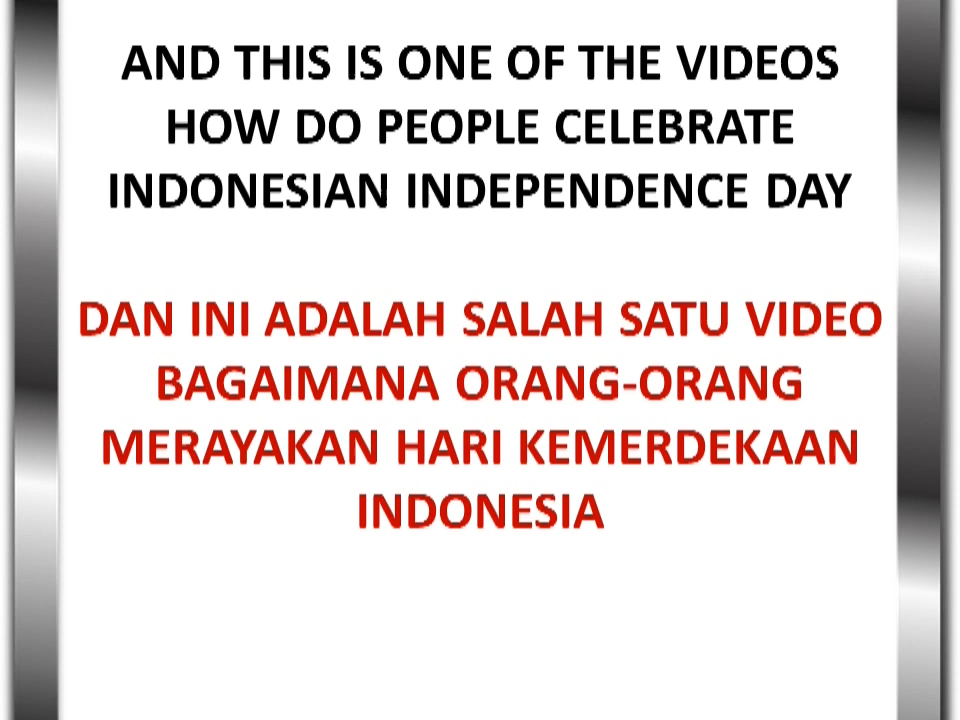 AND THIS IS ONE OF THE VIDEOS
HOW DO PEOPLE CELEBRATE
INDONESIAN INDEPENDENCE DAY
DAN INI ADALAH SALAH SATU VIDEO
BAGAIMANA ORANG-ORANG
MERAYAKAN HARI KEMERDEKAAN
INDONESIA